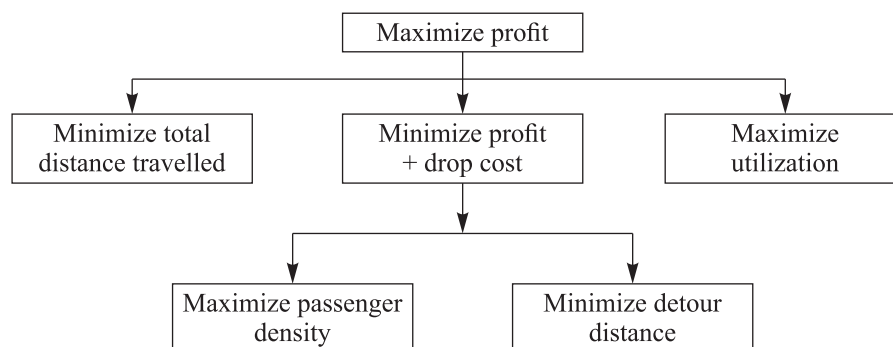 Maximize profit
Minimize total
distance travelled
Minimize profit
+ drop cost
Maximize
utilization
Maximize passenger
density
Minimize detour
distance